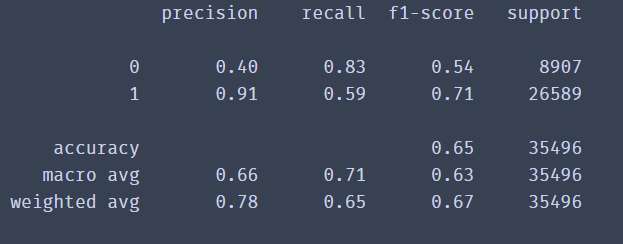 precision recall f1-score support
0 0.40 0.83 0.54 8907
1 0.91 0.59 0.71 26589
accuracy 0.65 35496
macro avg 0.66 0.71 0.63 35496
weighted avg 0.78 0.65 0.67 35496